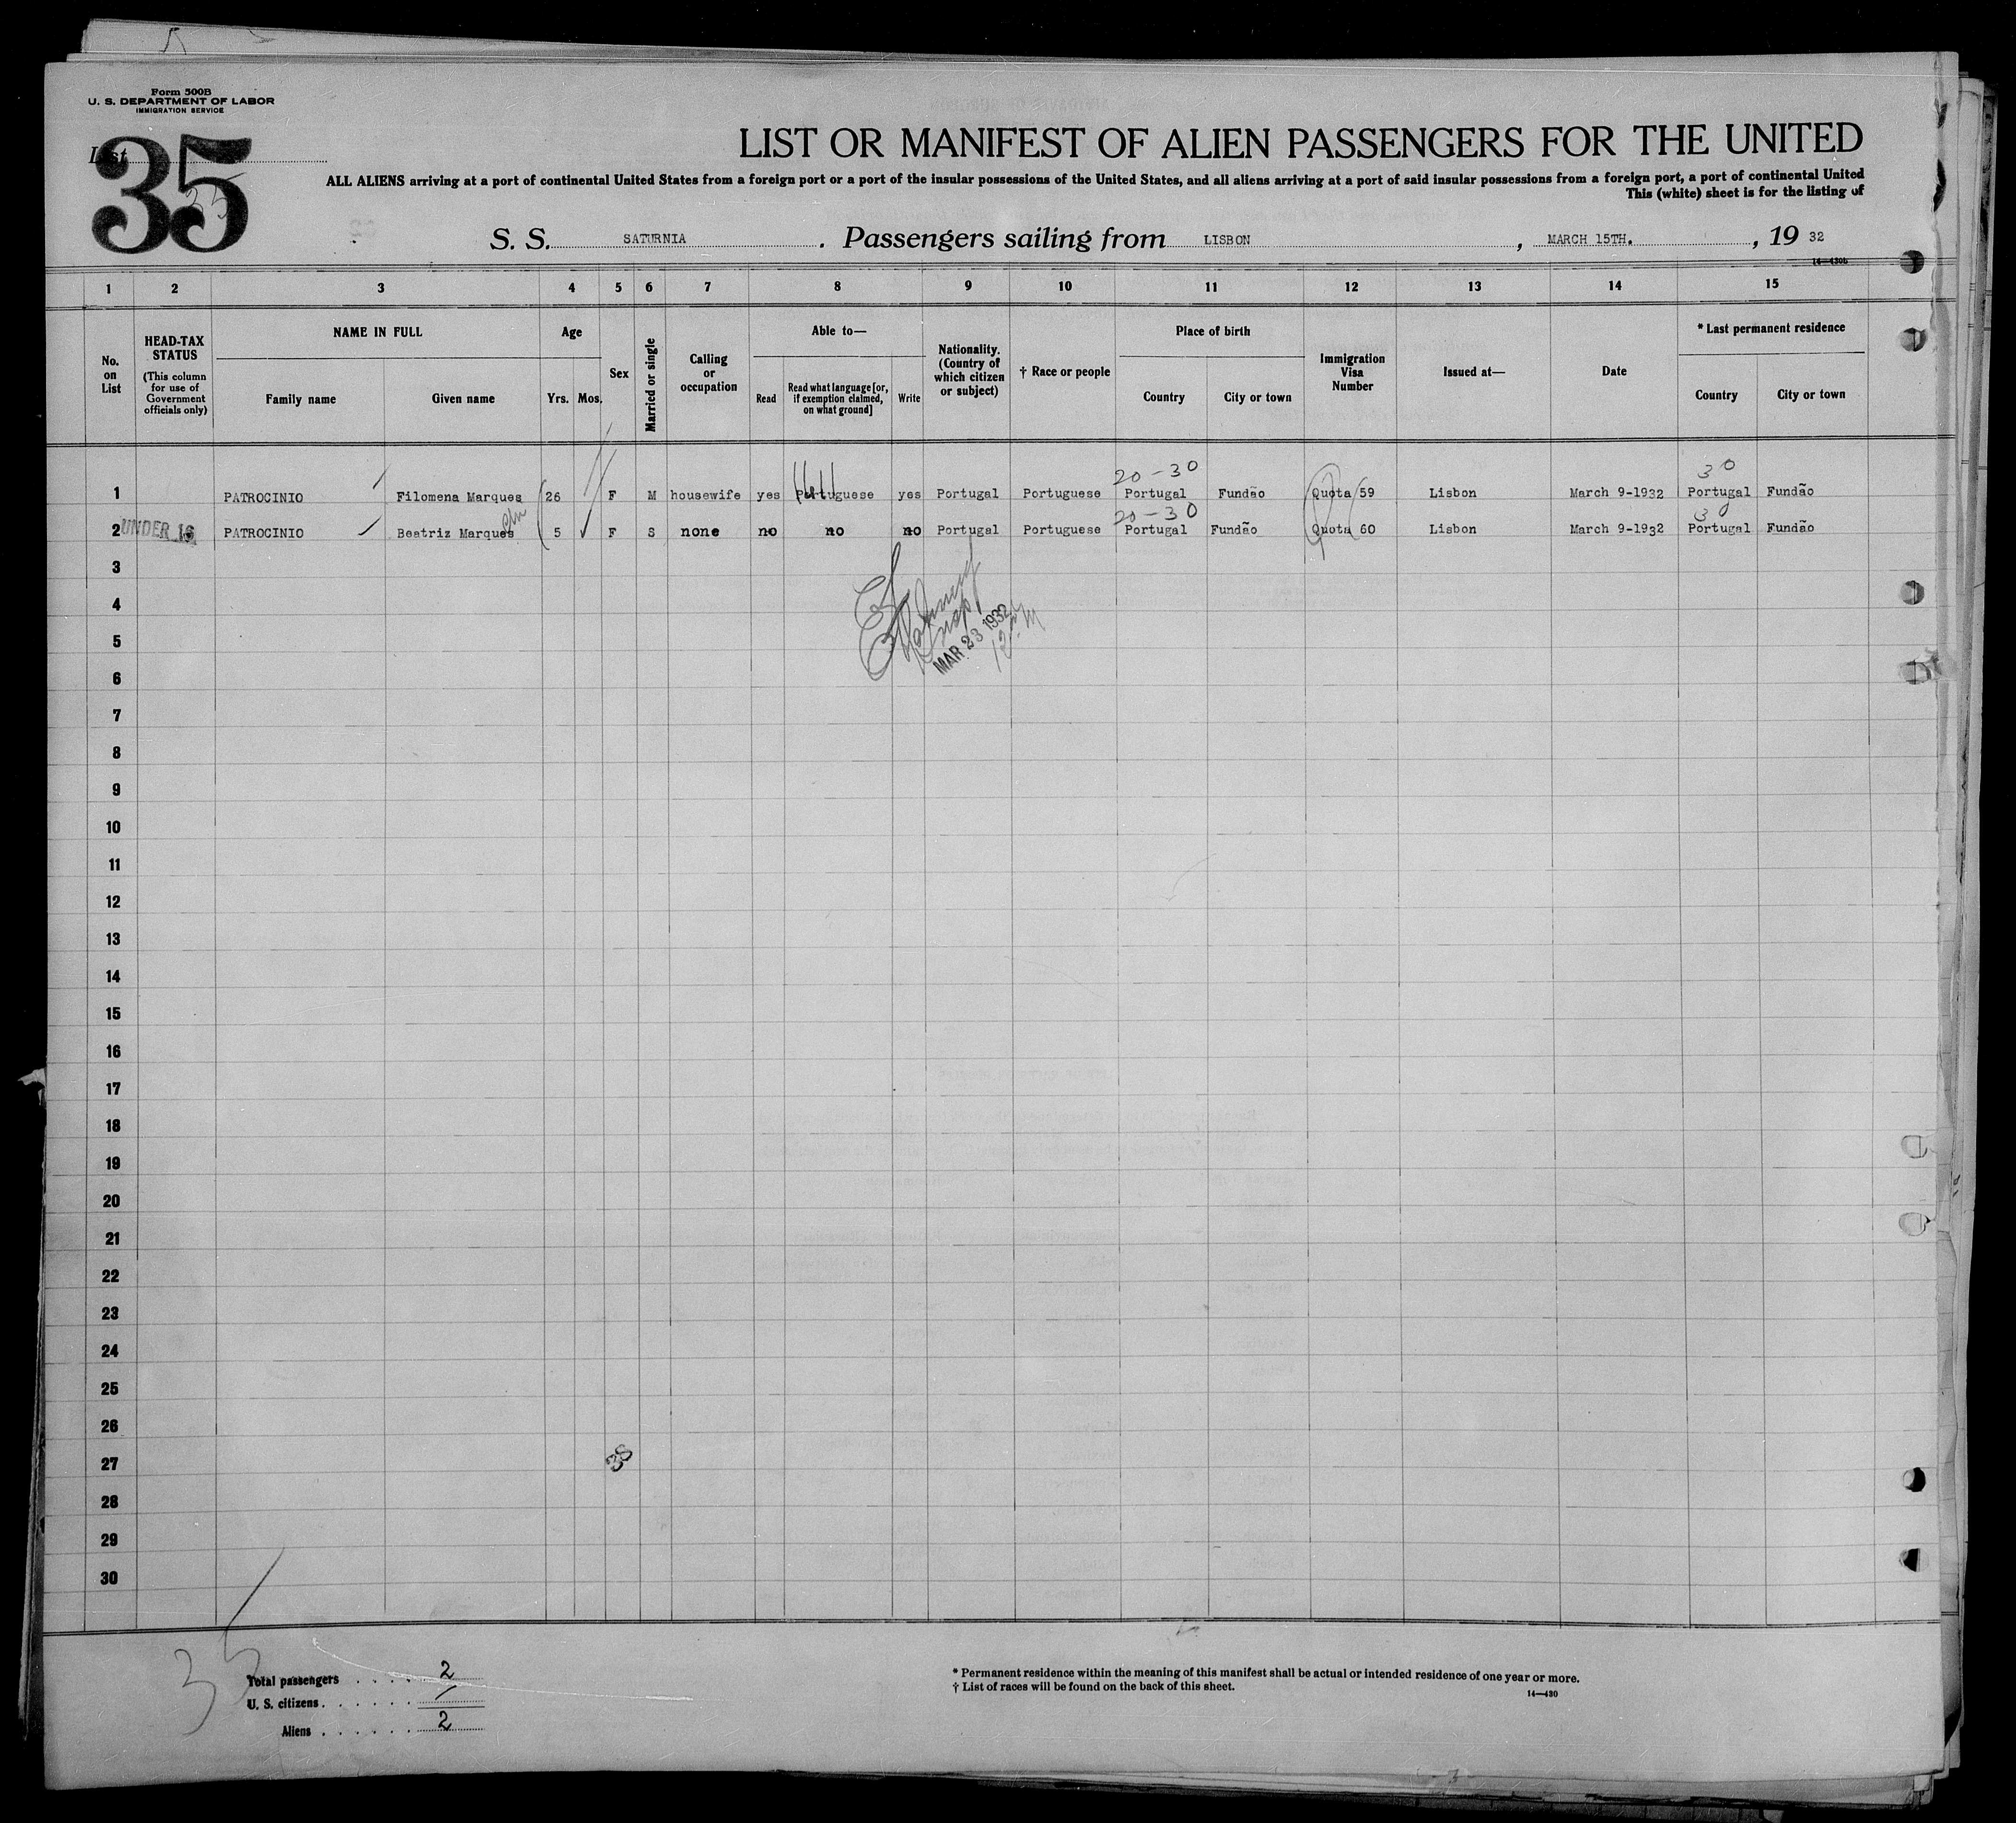 Form 500B
U. S. DEPARTMENT OF LABOR
IMMIGRATION SERVICE
List 35
LIST OR MANIFEST OF ALIEN PASSENGERS FOR THE UNITED
ALL ALIENS arriving at a port of continental United States from a foreign port or a port of the insular possessions of the United States, and all aliens arriving at a port of said insular possessions from a foreign port, a port of continental United
This (white) sheet is for the listing of
S. S. SATURNIA . Passengers sailing from LISBON , MARCH 15TH. , 19 32
14—430b
1 2 3 4 5 6 7 8 9 10 11 12 13 14 15
No. on List
HEAD-TAX STATUS
(This column for use of Government officials only)
NAME IN FULL
Family name Given name
Age
Yrs. Mos.
Sex
Married or single
Calling or occupation
Able to—
Read
Read what language [or, if exemption claimed, on what ground]
Write
Nationality. (Country of which citizen or subject)
† Race or people
Place of birth
Country City or town
Immigration Visa Number
Issued at—
Date
* Last permanent residence
Country City or town
20-30 30
1 PATROCINIO Filomena Marques 26 F M housewife yes Portuguese yes Portugal Portuguese Portugal Fundão Quota 59 Lisbon March 9-1932 Portugal Fundão
20-30 30
2 UNDER 16 PATROCINIO Beatriz Marques 5 F S none no no no Portugal Portuguese Portugal Fundão Quota 60 Lisbon March 9-1932 Portugal Fundão
3
4
5
MAR 23 1932
6
7
8
9
10
11
12
13
14
15
16
17
18
19
20
21
22
23
24
25
26
27
38
28
29
30
35
Total passengers . . . . 2
U. S. citizens . . . . . . /
Aliens . . . . . . 2
* Permanent residence within the meaning of this manifest shall be actual or intended residence of one year or more.
† List of races will be found on the back of this sheet.
14—430